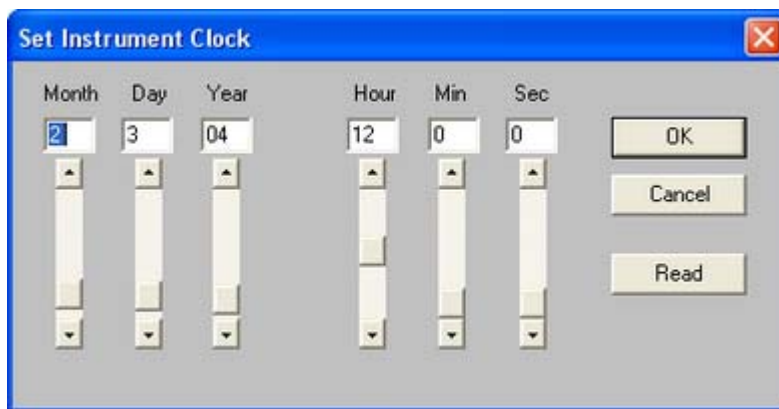 Set Instrument Clock
Month Day Year Hour Min Sec
2 3 04 12 0 0
OK
Cancel
Read